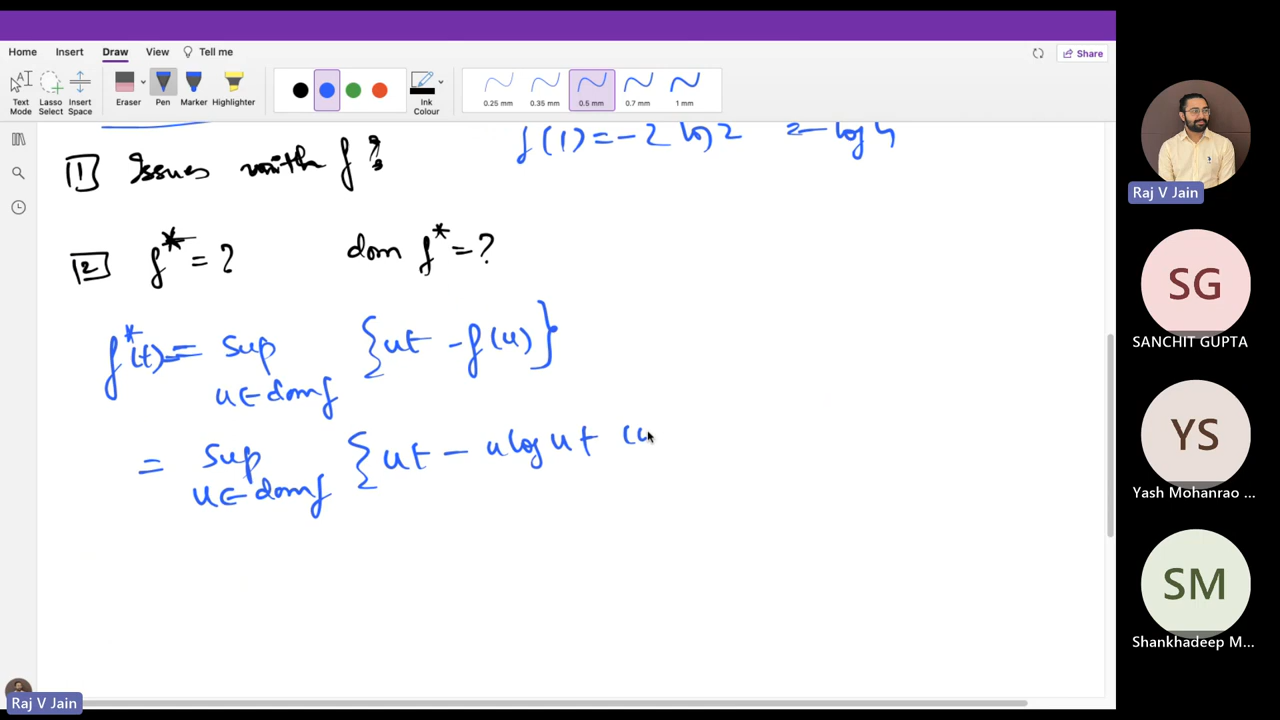 Home Insert Draw View Tell me
Share
Text Mode Lasso Select Insert Space Eraser Pen Marker Highlighter Ink Colour 0.25 mm 0.35 mm 0.5 mm 0.7 mm 1 mm
f(1) = -2 log 2 = -log 4
[1] Issues with f?
[2] f* = ? dom f* = ?
f*(t) = sup u∈domf {ut - f(u)}
= sup u∈domf {ut - u log u + (u
Raj V Jain
Raj V Jain
SG
SANCHIT GUPTA
YS
Yash Mohanrao ...
SM
Shankhadeep M...